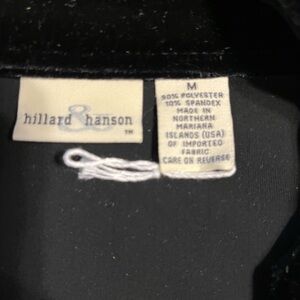 hillard & hanson
TM
M
90% POLYESTER
10% SPANDEX
MADE IN
NORTHERN
MARIANA
ISLANDS (USA)
OF IMPORTED
FABRIC
CARE ON REVERSE